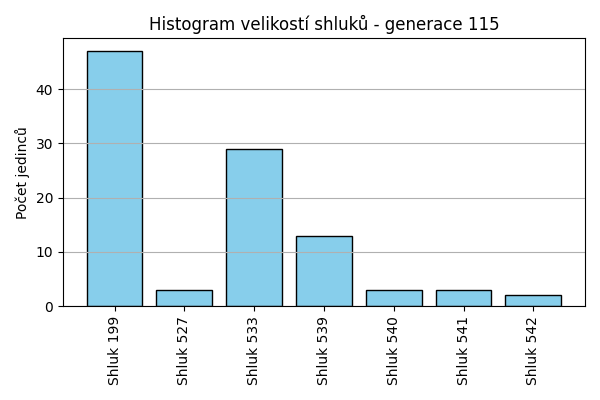 Histogram velikostí shluků - generace 115
Počet jedinců
40
30
20
10
0
Shluk 199
Shluk 527
Shluk 533
Shluk 539
Shluk 540
Shluk 541
Shluk 542